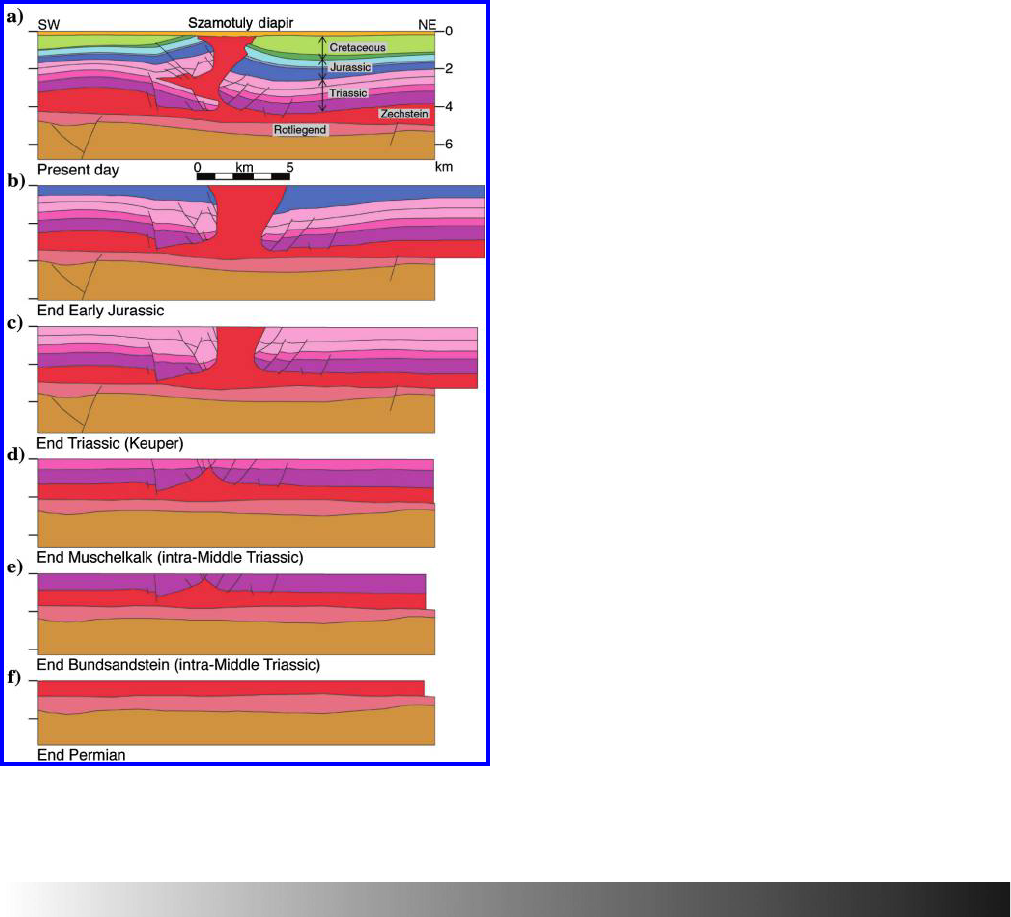 a)
SW Szamotuly diapir NE 0
Cretaceous
Jurassic 2
Triassic
Zechstein 4
Rotliegend
6
Present day 0 km 5 km
b)
End Early Jurassic
c)
End Triassic (Keuper)
d)
End Muschelkalk (intra-Middle Triassic)
e)
End Bundsandstein (intra-Middle Triassic)
f)
End Permian